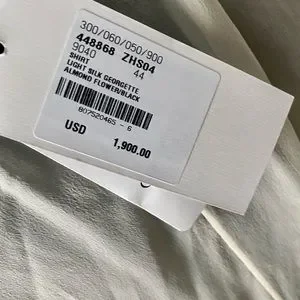 300/060/050/900
448868 ZHS04
9040 44
SHIRT
LIGHT SILK GEORGETTE
ALMOND FLOWER/BLACK
807520465 - 6
USD 1,900.00